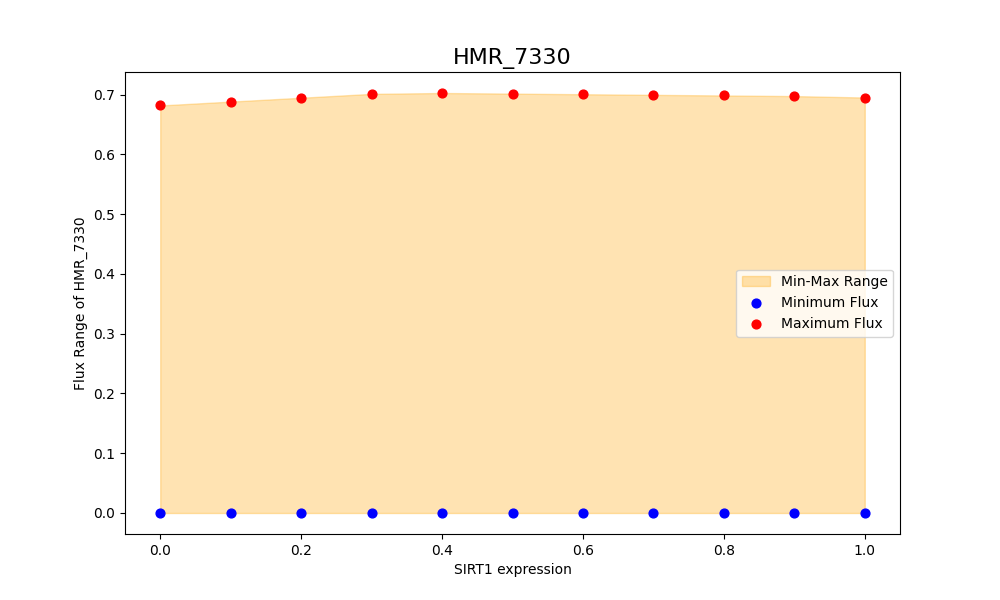 HMR_7330
Flux Range of HMR_7330
0.7
0.6
0.5
0.4
0.3
0.2
0.1
0.0
Min-Max Range
Minimum Flux
Maximum Flux
0.0 0.2 0.4 0.6 0.8 1.0
SIRT1 expression